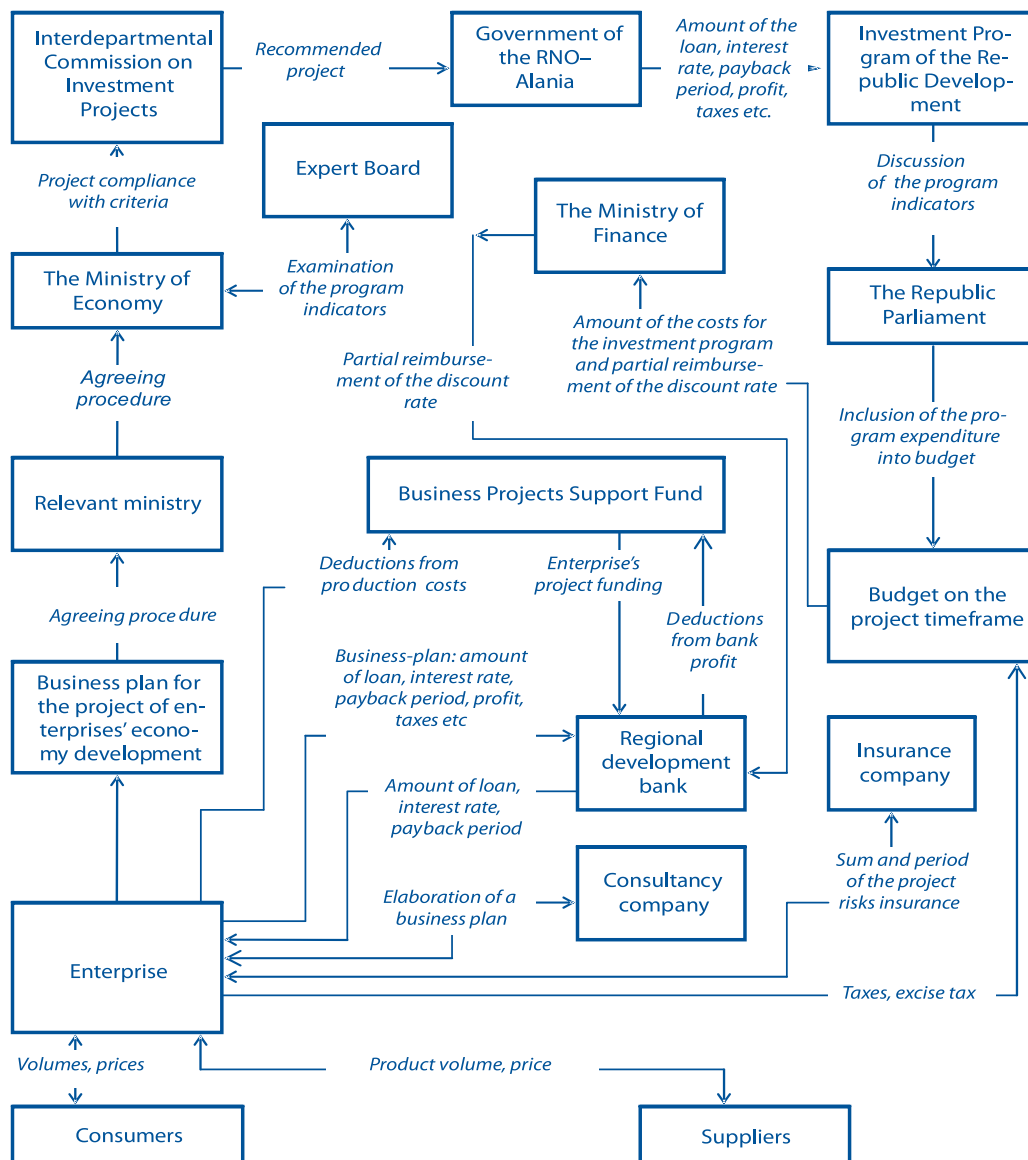 Interdepartmental
Commission on
Investment
Projects
Recommended
project
Government
of the RNO–
Alania
Amount of the
loan, interest
rate, payback
period, profit,
taxes etc.
Investment Pro-
gram of the Re-
public Develop-
ment
Project compliance
with criteria
Expert Board
Discussion
of the program
indicators
The Ministry of
Finance
The Ministry of
Economy
Examination
of the program
indicators
The Republic
Parliament
Partial reimburse-
ment of the discount
rate
Amount of the costs for
the investment program
and partial reimburse-
ment of the discount rate
Agreeing
procedure
Inclusion of the pro-
gram expenditure
into budget
Relevant ministry
Business Projects Support Fund
Deductions from
production costs
Enterprise’s
project funding
Deductions
from bank
profit
Budget on the
project timeframe
Agreeing procedure
Business plan for
the project of en-
terprises’ econo-
my development
Business-plan: amount
of loan, interest rate,
payback period, profit,
taxes etc
Regional
development
bank
Insurance
company
Amount of loan,
interest rate,
payback period
Sum and period
of the project
risks insurance
Elaboration of a
business plan
Consultancy
company
Enterprise
Taxes, excise tax
Volumes, prices
Product volume, price
Consumers
Suppliers